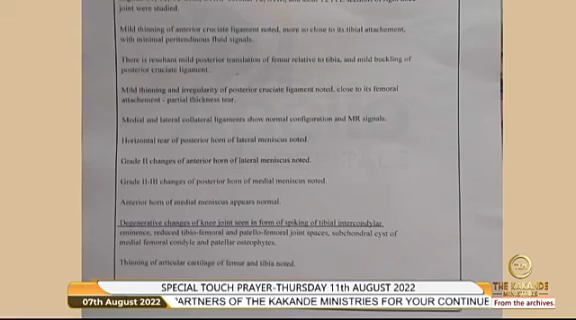 joint were studied.
Mild thinning of anterior cruciate ligament noted, more so close to its tibial attachement,
with minimal peritendinous fluid signals.
There is resultant mild posterior translation of femur relative to tibia, and mild buckling of
posterior cruciate ligament.
Mild thinning and irregularity of posterior cruciate ligament noted, close to its femoral
attachement - partial thickness tear.
Medial and lateral collateral ligaments show normal configuration and MR signals.
Horizontal tear of posterior horn of lateral meniscus noted.
Grade II changes of anterior horn of lateral meniscus noted.
Grade II-III changes of posterior horn of medial meniscus noted.
Anterior horn of medial meniscus appears normal.
Degenerative changes of knee joint seen in form of spiking of tibial intercondylar
eminence, reduced tibio-femoral and patello-femoral joint spaces, subchondral cyst of
medial femoral condyle and patellar osteophytes.
Thinning of articular cartilage of femur and tibia noted.
SPECIAL TOUCH PRAYER-THURSDAY 11th AUGUST 2022
07th August 2022
ARTNERS OF THE KAKANDE MINISTRIES FOR YOUR CONTINUE
THE KAKANDE
MINISTRIES
From the archives.